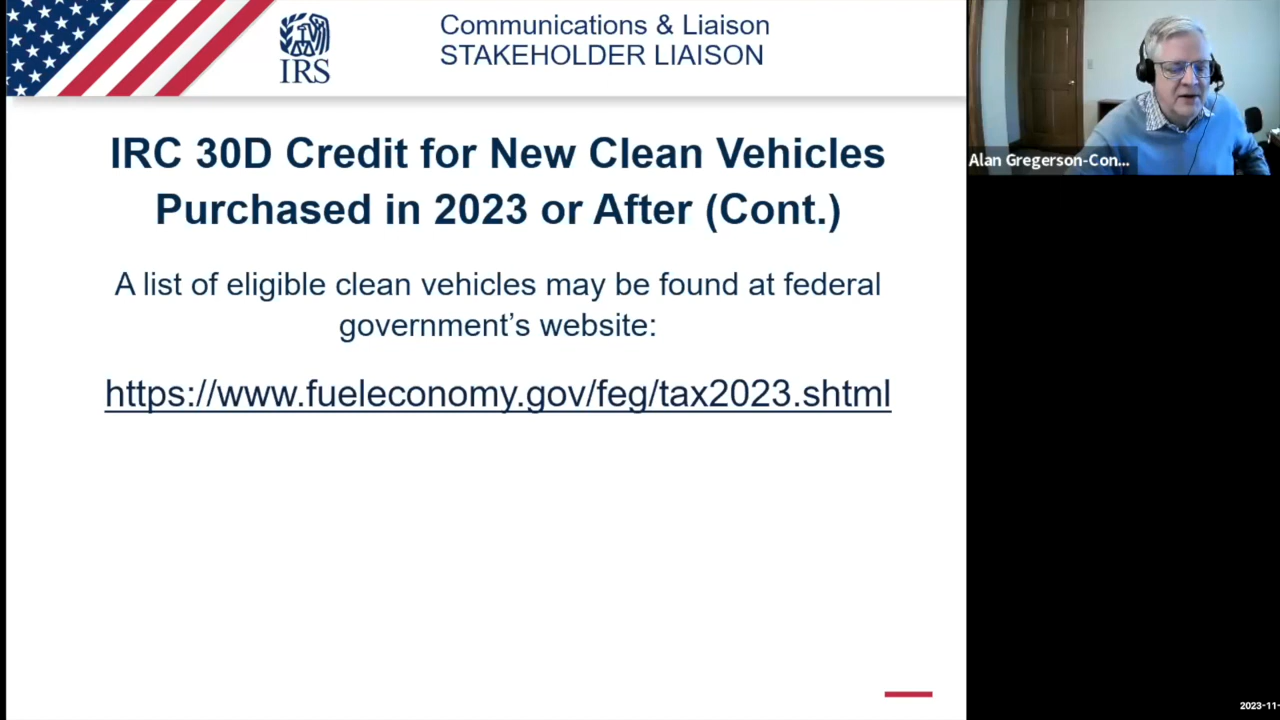 IRS
Communications & Liaison
STAKEHOLDER LIAISON
IRC 30D Credit for New Clean Vehicles
Purchased in 2023 or After (Cont.)
A list of eligible clean vehicles may be found at federal
government’s website:
https://www.fueleconomy.gov/feg/tax2023.shtml
Alan Gregerson-Con...
2023-11-